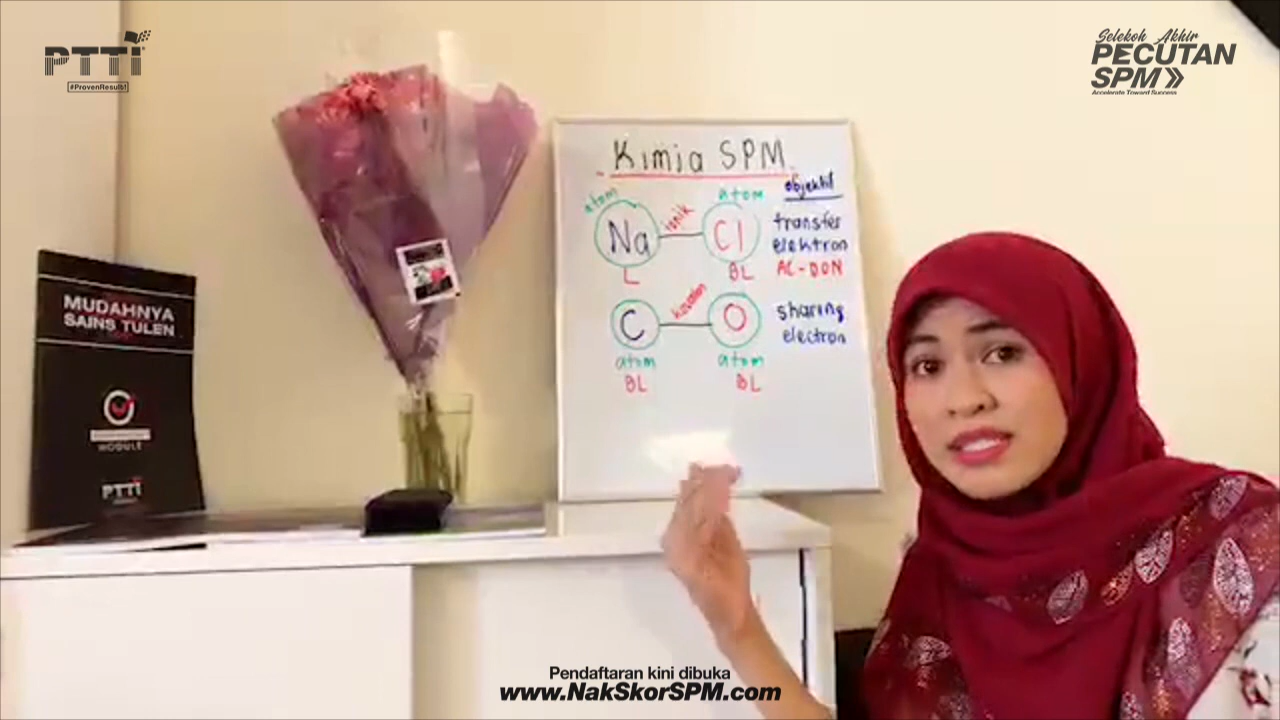 PTTi
#ProvenResult!
Selekoh Akhir
PECUTAN
SPM
Accelerate Toward Success
MUDAHNYA
SAINS TULEN
MODULE
PTTi
Kimia SPM
objektif
atom
atom
Na
ionik
Cl
transfer
elektron
L
BL
AC-DON
C
kovalen
O
sharing
electron
atom
atom
BL
BL
Pendaftaran kini dibuka
www.NakSkorSPM.com